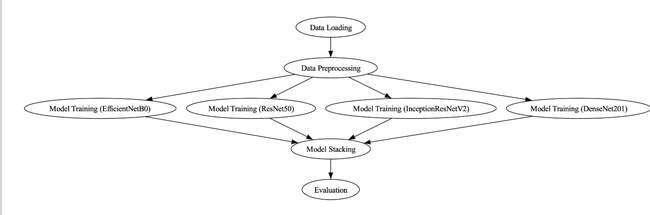 Data Loading
Data Preprocessing
Model Training (EfficientNetB0)
Model Training (ResNet50)
Model Training (InceptionResNetV2)
Model Training (DenseNet201)
Model Stacking
Evaluation